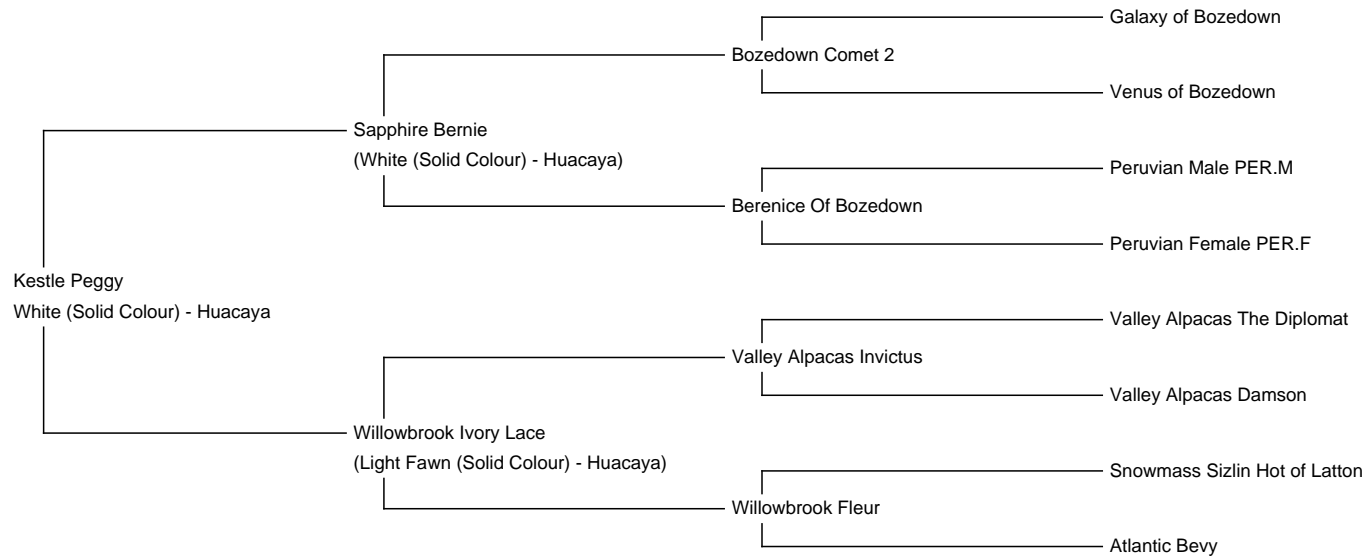 Galaxy of Bozedown
Bozedown Comet 2
Venus of Bozedown
Sapphire Bernie
(White (Solid Colour) - Huacaya)
Peruvian Male PER.M
Berenice Of Bozedown
Peruvian Female PER.F
Kestle Peggy
White (Solid Colour) - Huacaya
Valley Alpacas The Diplomat
Valley Alpacas Invictus
Valley Alpacas Damson
Willowbrook Ivory Lace
(Light Fawn (Solid Colour) - Huacaya)
Snowmass Sizlin Hot of Latton
Willowbrook Fleur
Atlantic Bevy